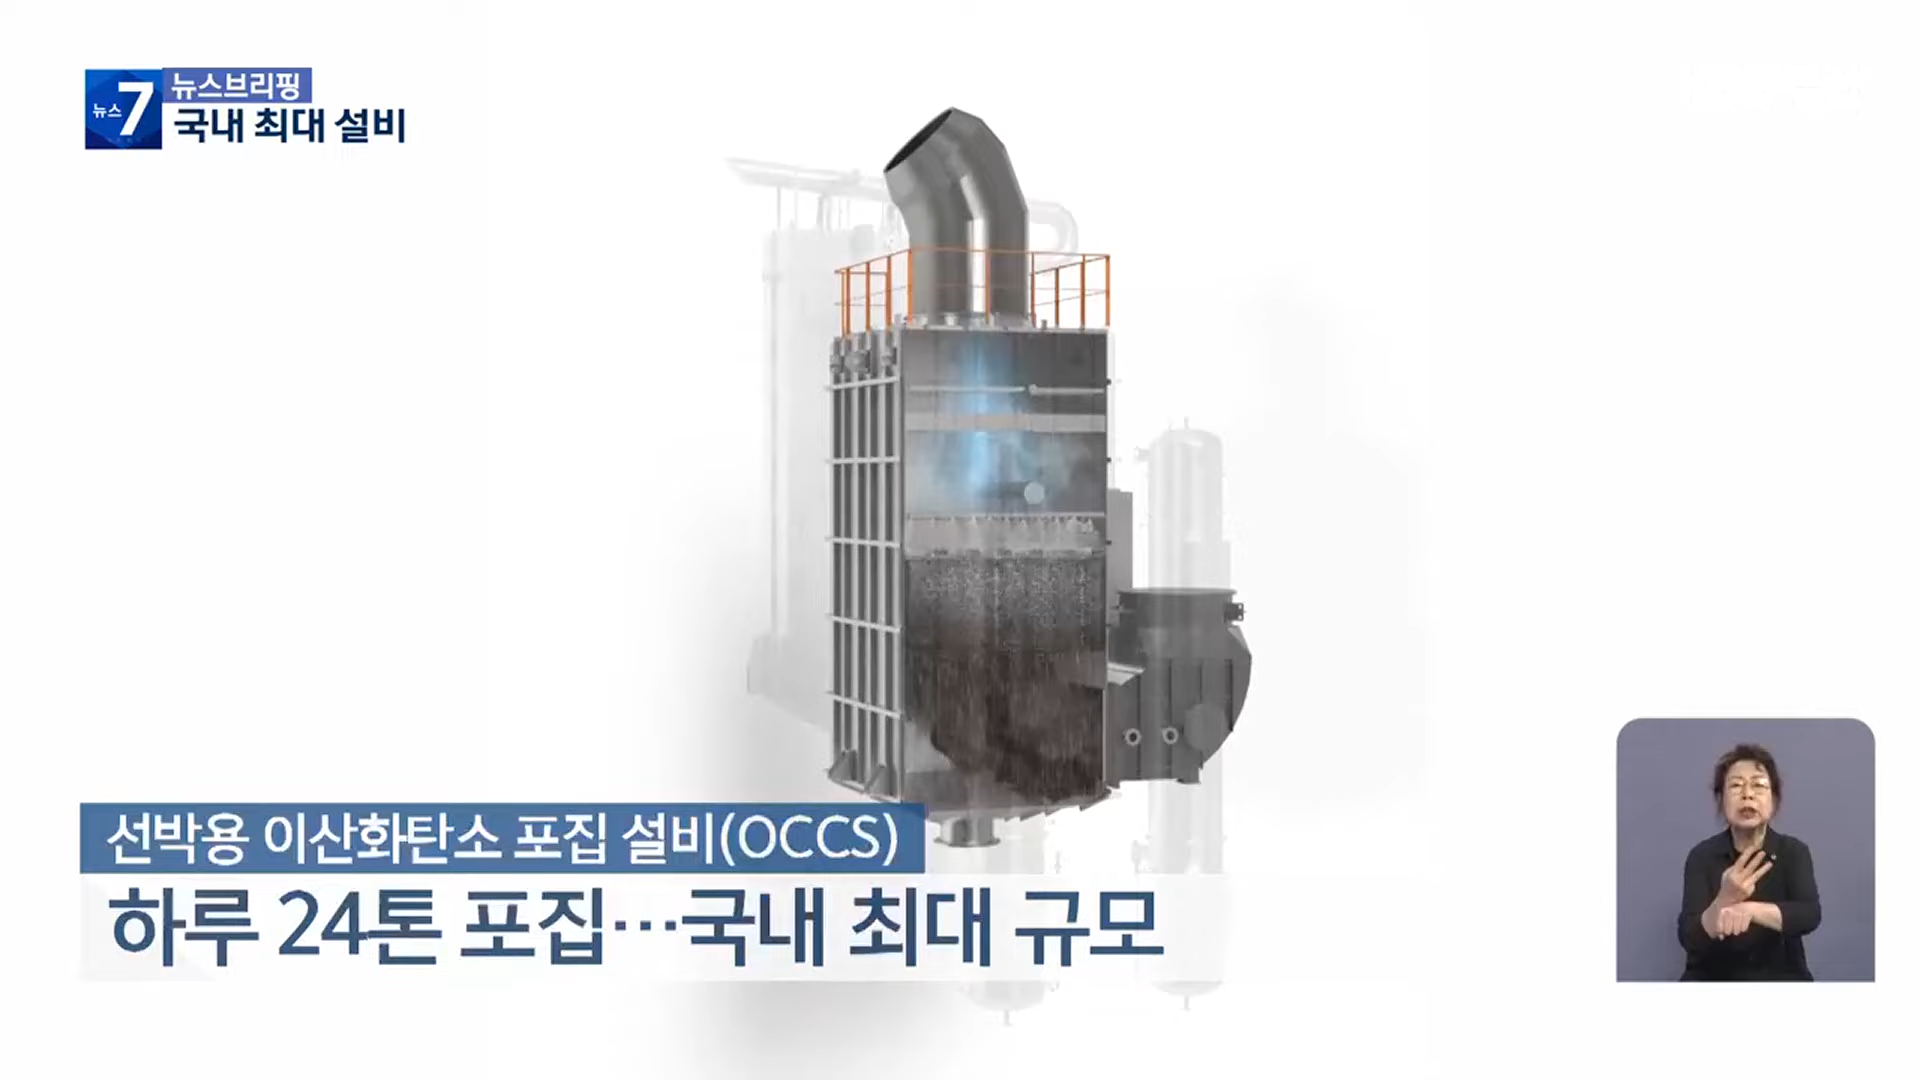 뉴스7
뉴스브리핑
국내 최대 설비
선박용 이산화탄소 포집 설비(OCCS)
하루 24톤 포집…국내 최대 규모